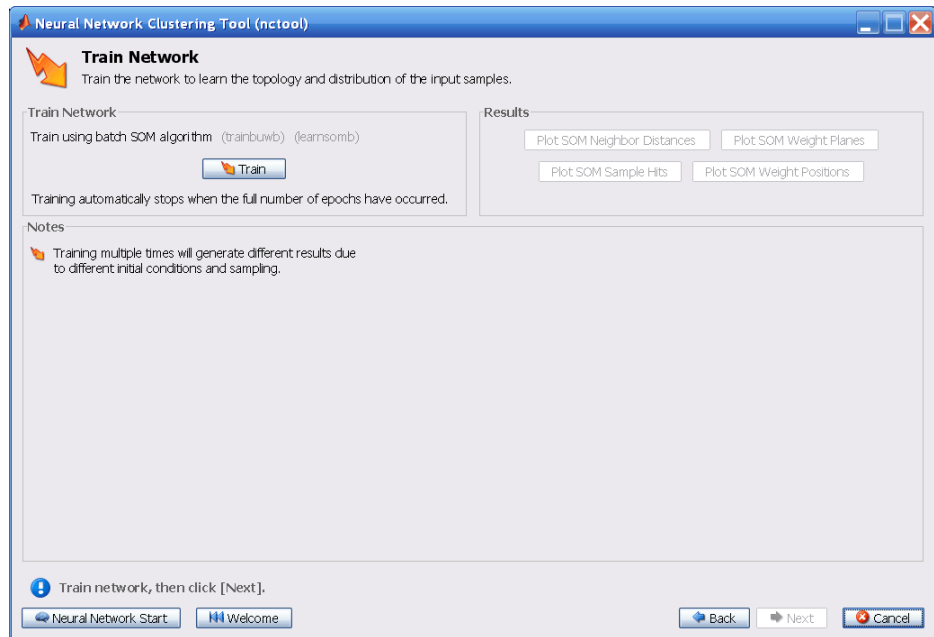 Neural Network Clustering Tool (nctool)
Train Network
Train the network to learn the topology and distribution of the input samples.
Train Network
Train using batch SOM algorithm (trainbuwb) (learnsomb)
Train
Training automatically stops when the full number of epochs have occurred.
Results
Plot SOM Neighbor Distances
Plot SOM Weight Planes
Plot SOM Sample Hits
Plot SOM Weight Positions
Notes
Training multiple times will generate different results due
to different initial conditions and sampling.
Train network, then click [Next].
Neural Network Start
Welcome
Back
Next
Cancel